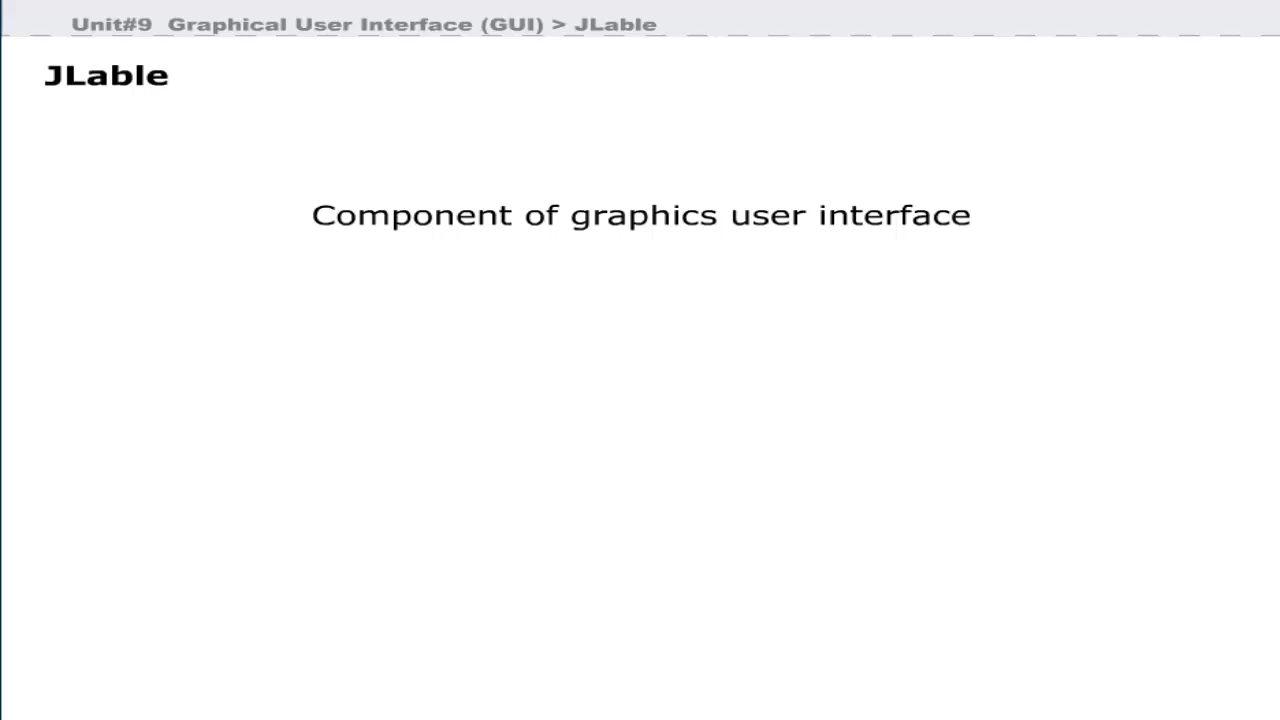 Unit#9 Graphical User Interface (GUI) > JLable
JLable
Component of graphics user interface